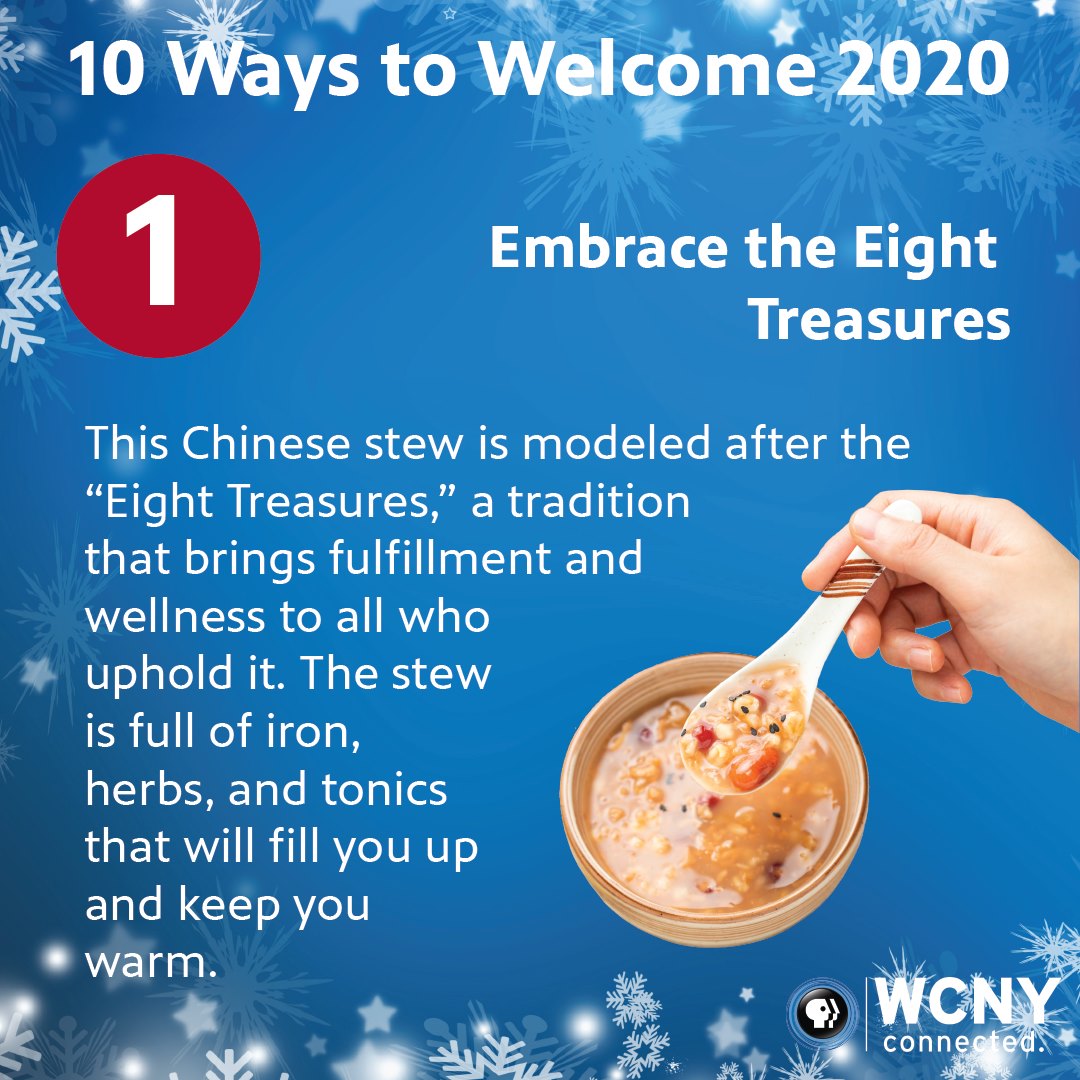 10 Ways to Welcome 2020
1
Embrace the Eight
Treasures
This Chinese stew is modeled after the
“Eight Treasures,” a tradition
that brings fulfillment and
wellness to all who
uphold it. The stew
is full of iron,
herbs, and tonics
that will fill you up
and keep you
warm.
WCNY
connected.